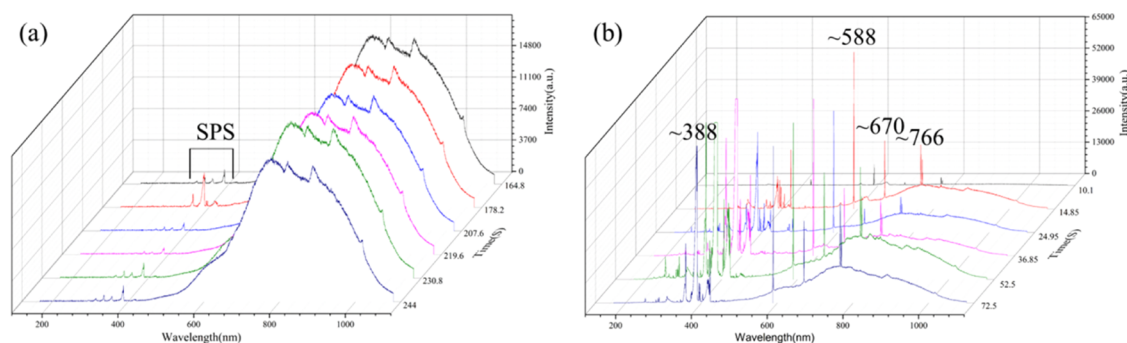 (a)
SPS
14800
11100
7400
3700
0
Intensity(a.u.)
164.8
178.2
207.6
219.6
230.8
244
Time(S)
200 400 600 800 1000
Wavelength(nm)
(b)
~588
~388
~670
~766
65000
52000
39000
26000
13000
0
Intensity(a.u.)
10.1
14.85
24.95
36.85
52.5
72.5
Time(S)
200 400 600 800 1000
Wavelength(nm)